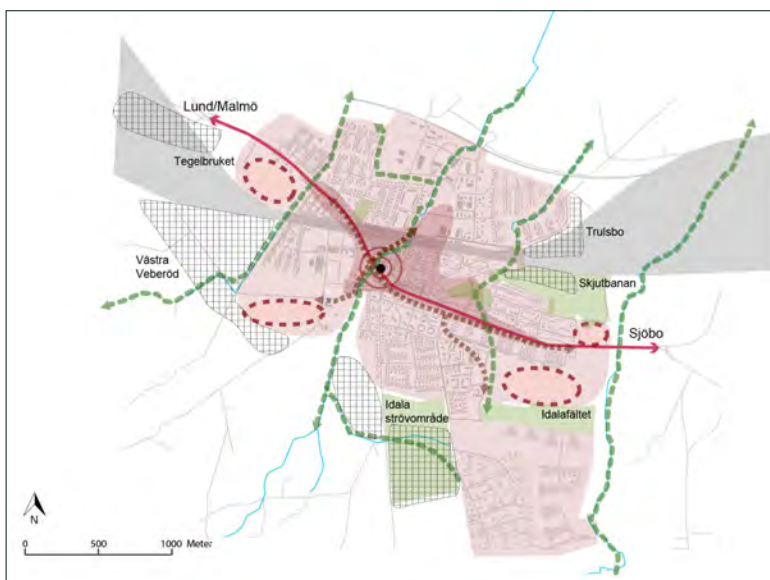 Lund/Malmö
Tegelbruket
Trulsbo
Västra
Veberöd
Skjutbanan
Sjöbo
Idala
strövområde
Idalafältet
N
0 500 1000 Meter